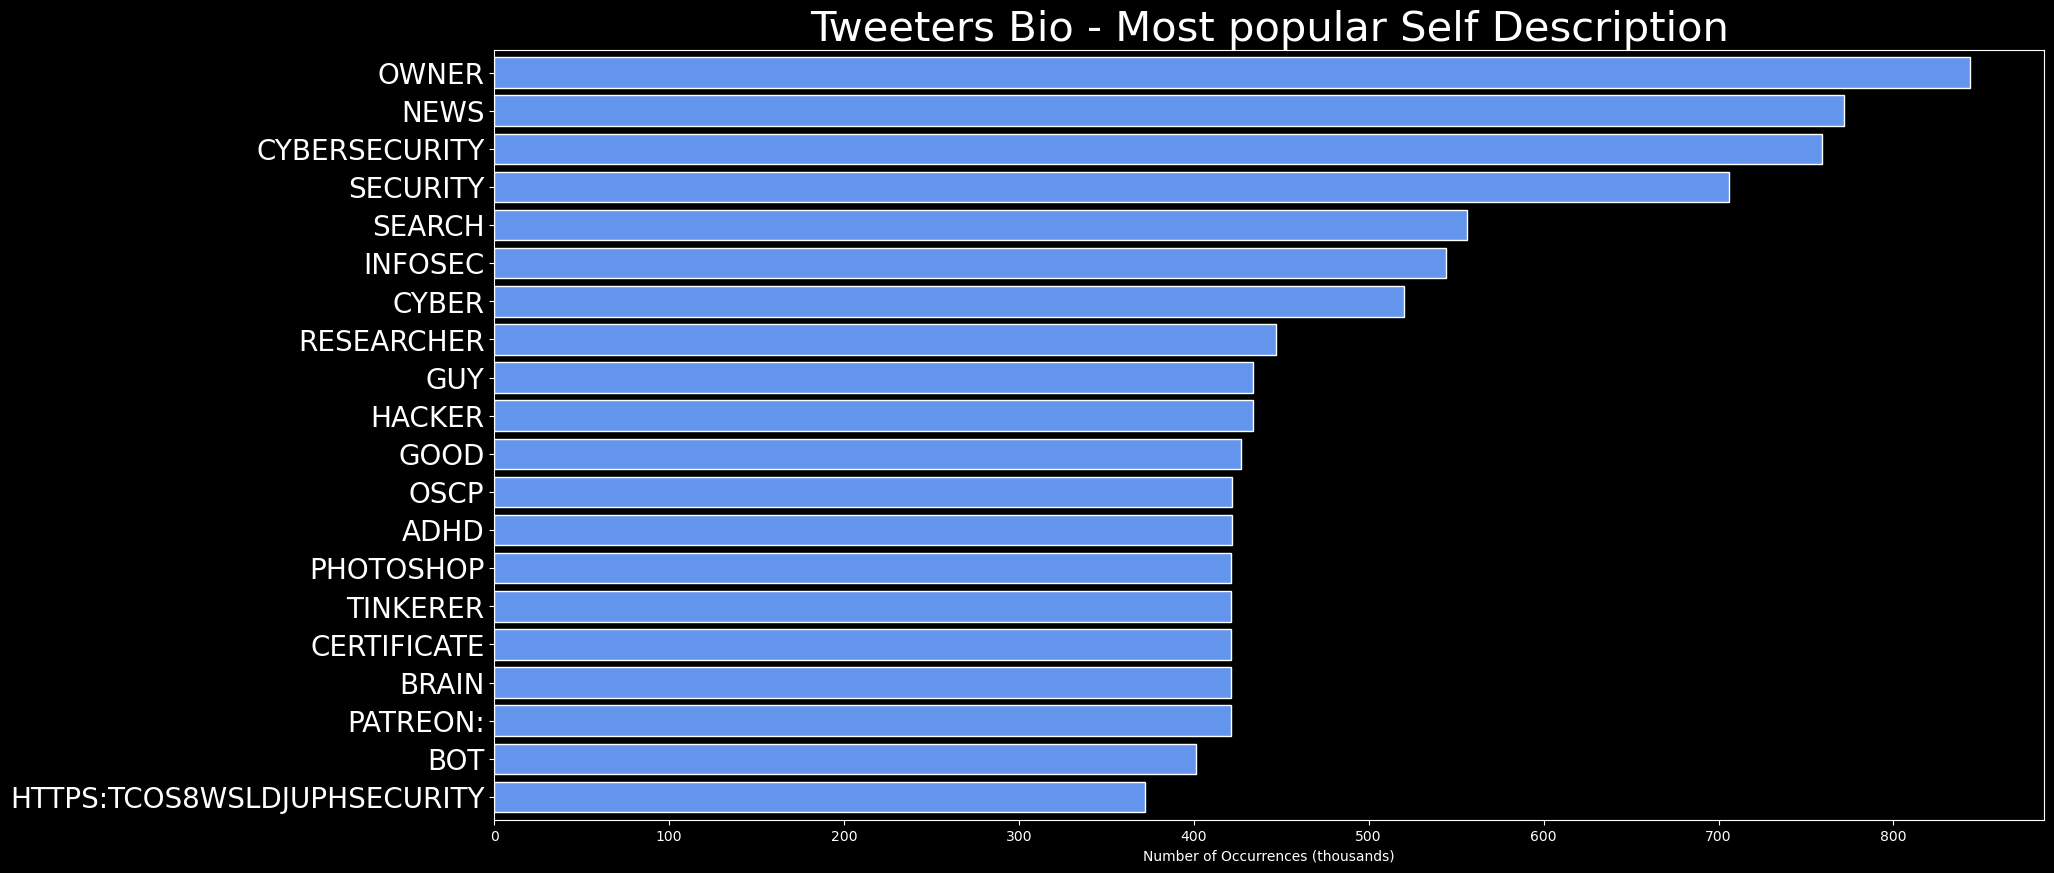 Tweeters Bio - Most popular Self Description
OWNER
NEWS
CYBERSECURITY
SECURITY
SEARCH
INFOSEC
CYBER
RESEARCHER
GUY
HACKER
GOOD
OSCP
ADHD
PHOTOSHOP
TINKERER
CERTIFICATE
BRAIN
PATREON:
BOT
HTTPS:TCOS8WSLDJUPHSECURITY
0 100 200 300 400 500 600 700 800
Number of Occurrences (thousands)